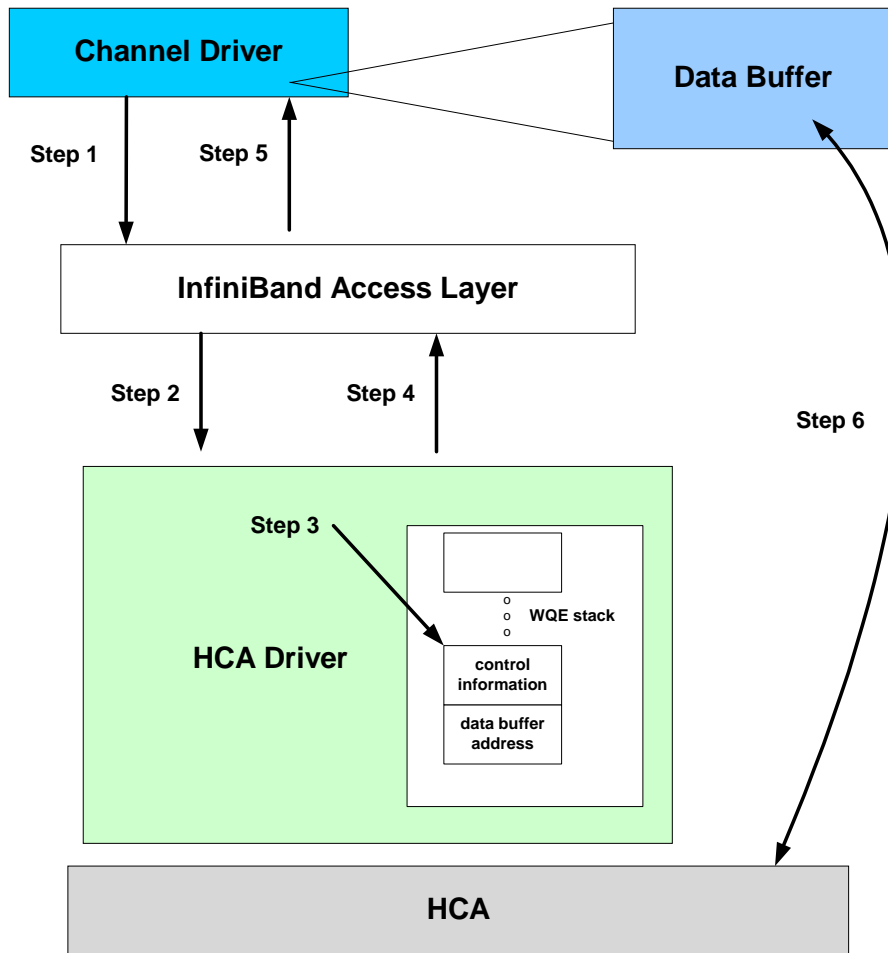 Channel Driver
Data Buffer
Step 1
Step 5
InfiniBand Access Layer
Step 2
Step 4
Step 6
Step 3
o
o
o
WQE stack
HCA Driver
control
information
data buffer
address
HCA